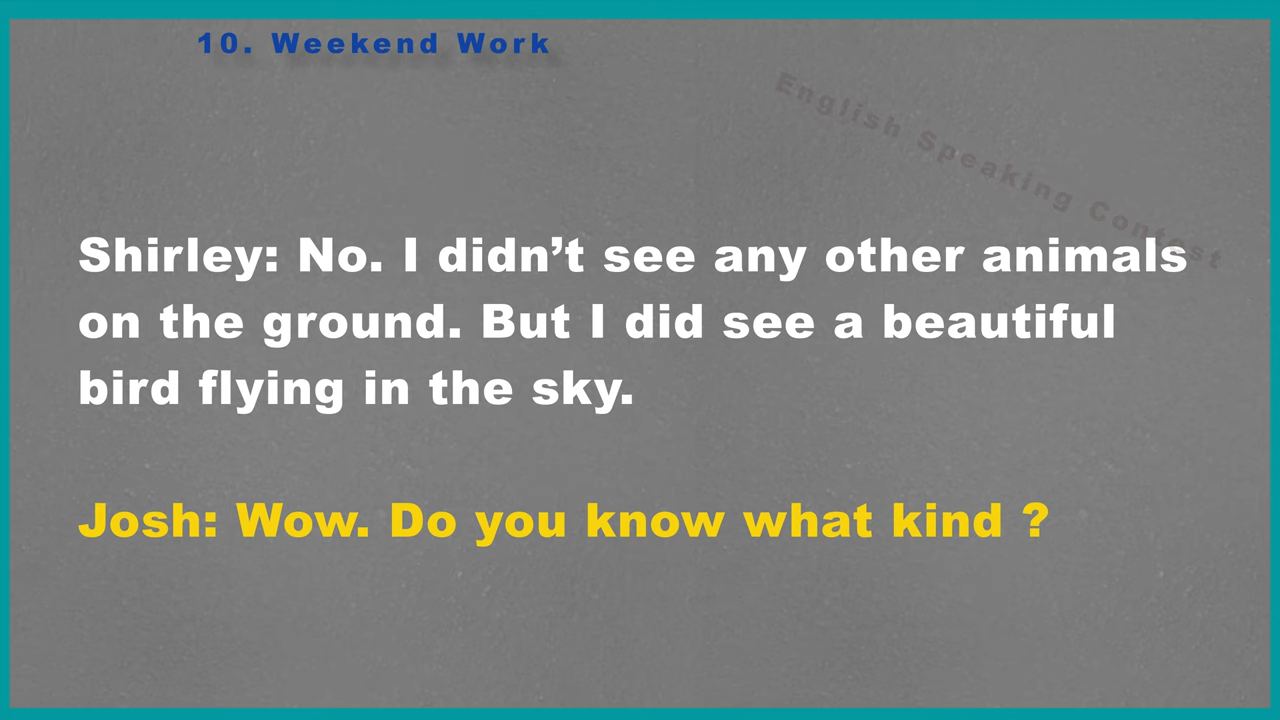 10. Weekend Work
English Speaking Contest
Shirley: No. I didn’t see any other animals
on the ground. But I did see a beautiful
bird flying in the sky.
Josh: Wow. Do you know what kind ?